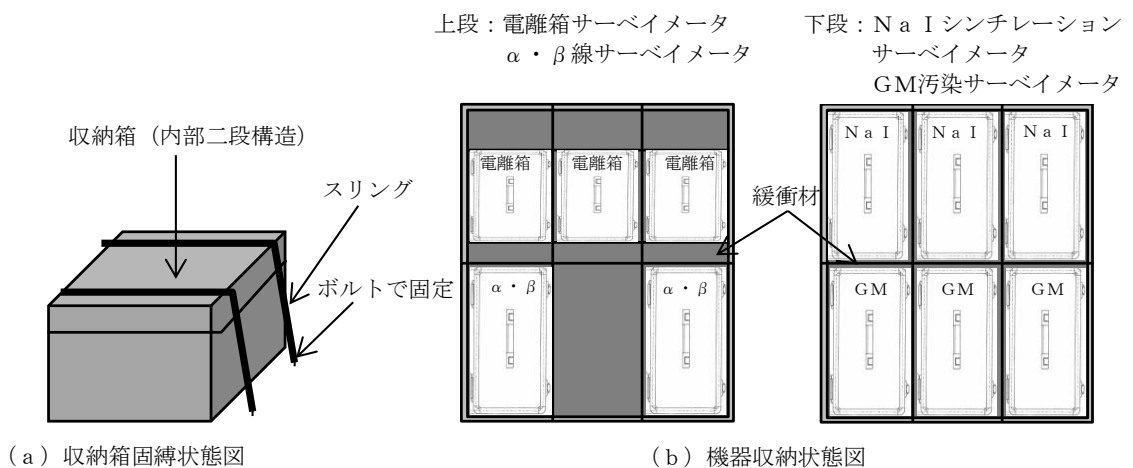 上段：電離箱サーベイメータ
α・β線サーベイメータ
下段：ＮａＩシンチレーション
サーベイメータ
ＧＭ汚染サーベイメータ
収納箱（内部二段構造）
スリング
ボルトで固定
電離箱 電離箱 電離箱
α・β α・β
緩衝材
ＮａＩ ＮａＩ ＮａＩ
ＧＭ ＧＭ ＧＭ
（ａ）収納箱固縛状態図
（ｂ）機器収納状態図